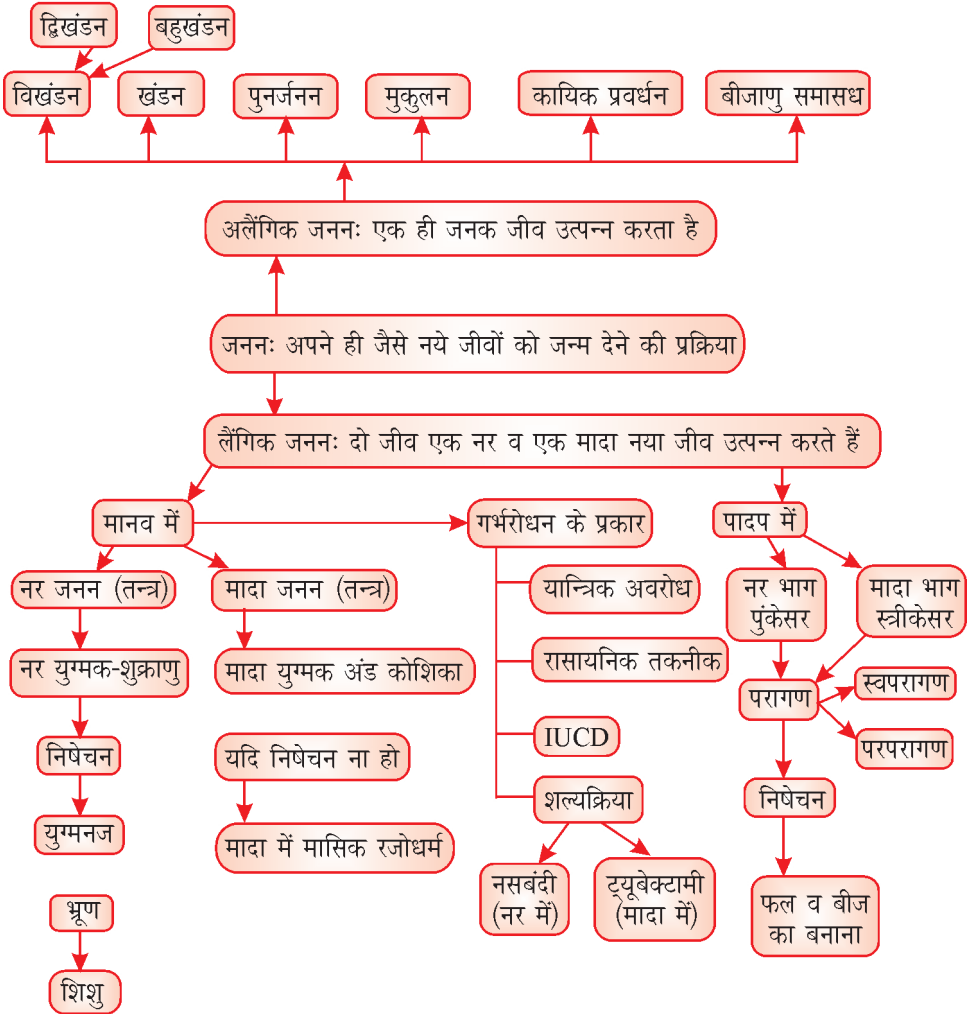 द्विखंडन
बहुखंडन
विखंडन
खंडन
पुनर्जनन
मुकुलन
कायिक प्रवर्धन
बीजाणु समासध
अलैंगिक जननः एक ही जनक जीव उत्पन्न करता है
जननः अपने ही जैसे नये जीवों को जन्म देने की प्रक्रिया
लैंगिक जननः दो जीव एक नर व एक मादा नया जीव उत्पन्न करते हैं
मानव में
गर्भरोधन के प्रकार
पादप में
नर जनन (तन्त्र)
मादा जनन (तन्त्र)
यान्त्रिक अवरोध
नर भाग
पुंकेसर
मादा भाग
स्त्रीकेसर
नर युग्मक-शुक्राणु
मादा युग्मक अंड कोशिका
रासायनिक तकनीक
परागण
स्वपरागण
परपरागण
निषेचन
यदि निषेचन ना हो
IUCD
शल्यक्रिया
निषेचन
युग्मनज
मादा में मासिक रजोधर्म
नसबंदी
(नर में)
ट्यूबेक्टामी
(मादा में)
फल व बीज
का बनाना
भ्रूण
शिशु